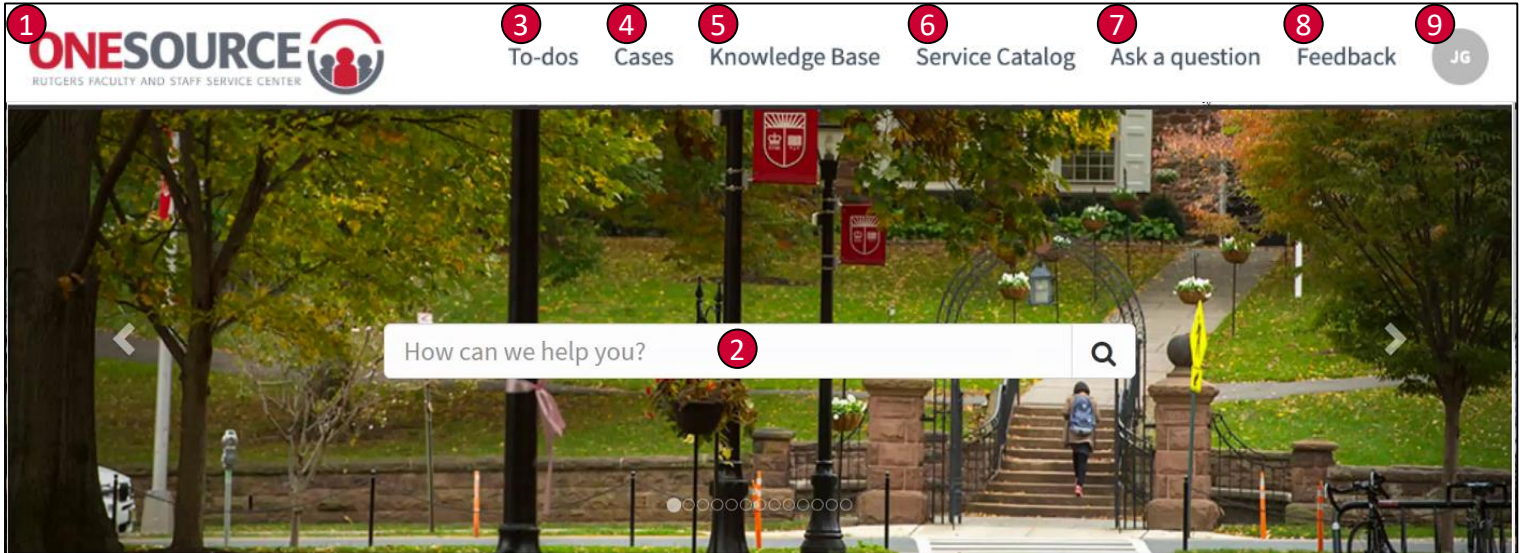 1
ONESOURCE
RUTGERS FACULTY AND STAFF SERVICE CENTER
3 4 5 6 7 8 9
To-dos Cases Knowledge Base Service Catalog Ask a question Feedback JG
How can we help you? 2